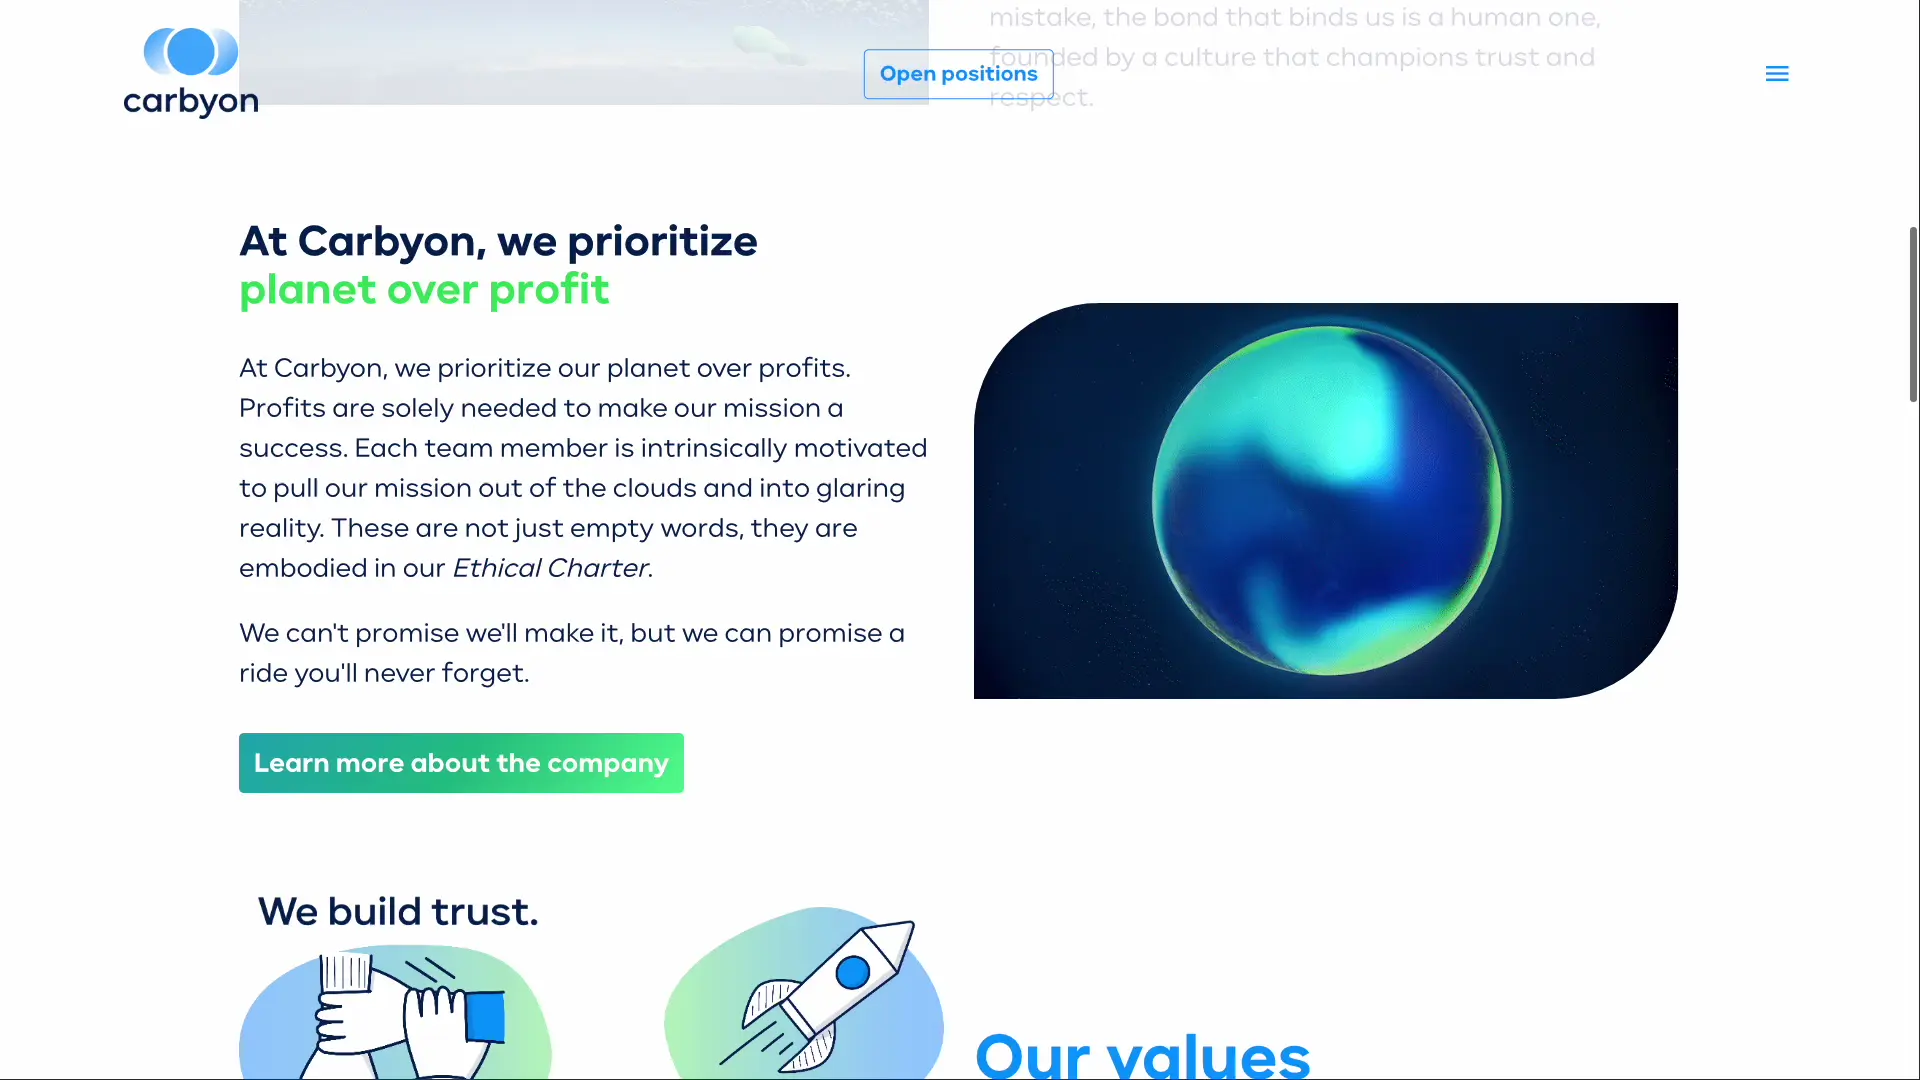 mistake, the bond that binds us is a human one,
founded by a culture that champions trust and
respect.
carbyon
Open positions
At Carbyon, we prioritize
planet over profit
At Carbyon, we prioritize our planet over profits.
Profits are solely needed to make our mission a
success. Each team member is intrinsically motivated
to pull our mission out of the clouds and into glaring
reality. These are not just empty words, they are
embodied in our Ethical Charter.
We can't promise we'll make it, but we can promise a
ride you'll never forget.
Learn more about the company
We build trust.
Our values